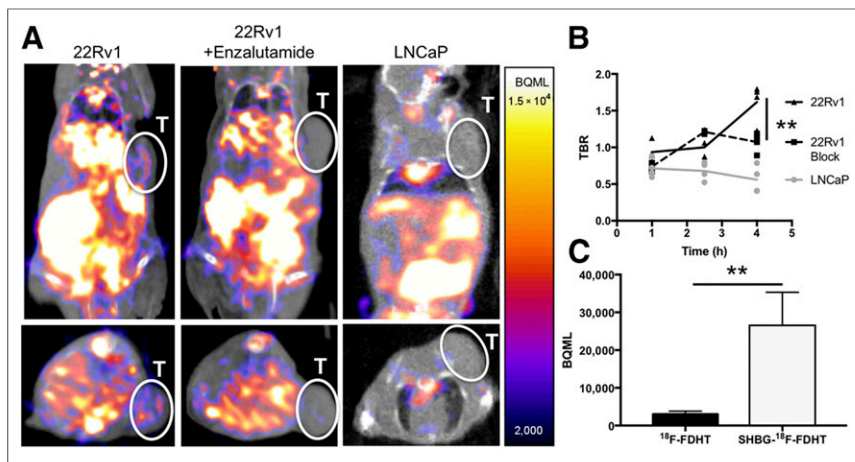 A
22Rv1
22Rv1
+Enzalutamide
LNCaP
T
T
T
BQML
1.5 × 10⁴
2,000
T
T
T
B
TBR
2.0
1.5
1.0
0.5
0.0
0 1 2 3 4 5
Time (h)
**
22Rv1
22Rv1
Block
LNCaP
C
BQML
40,000
30,000
20,000
10,000
0
**
¹⁸F-FDHT
SHBG-¹⁸F-FDHT